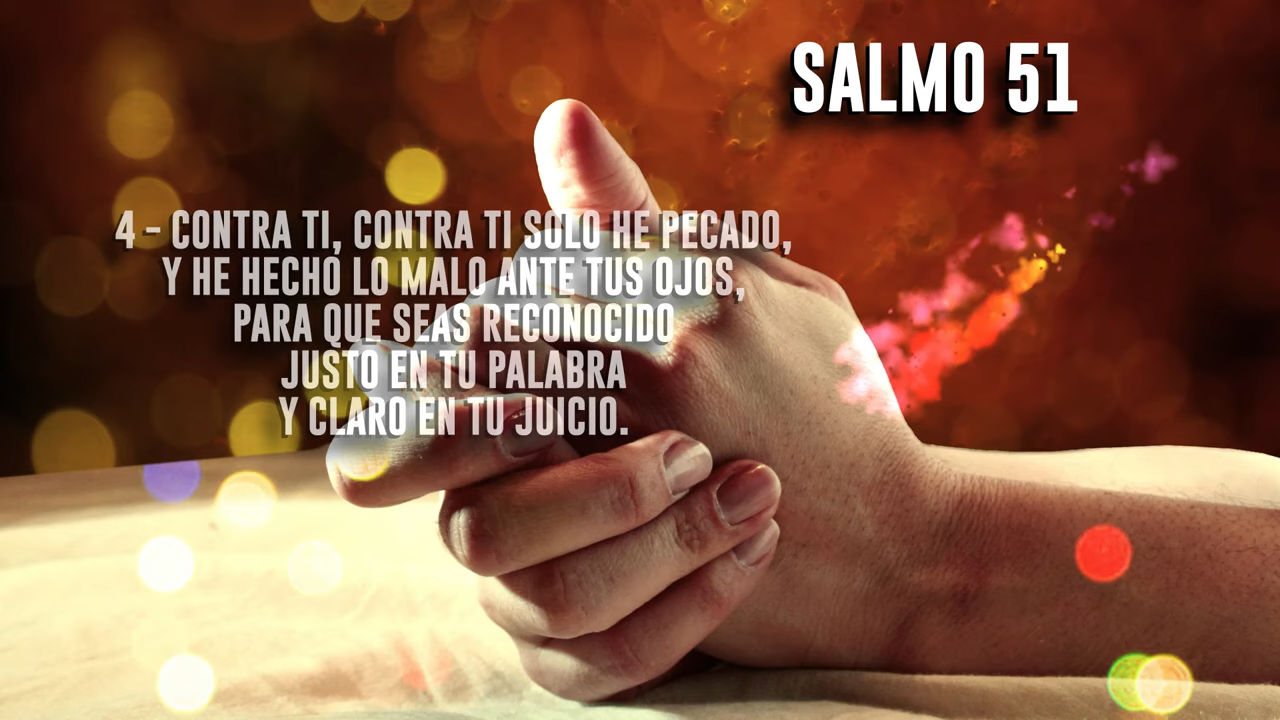 SALMO 51
4 - CONTRA TI, CONTRA TI SOLO HE PECADO,
Y HE HECHO LO MALO ANTE TUS OJOS,
PARA QUE SEAS RECONOCIDO
JUSTO EN TU PALABRA
Y CLARO EN TU JUICIO.